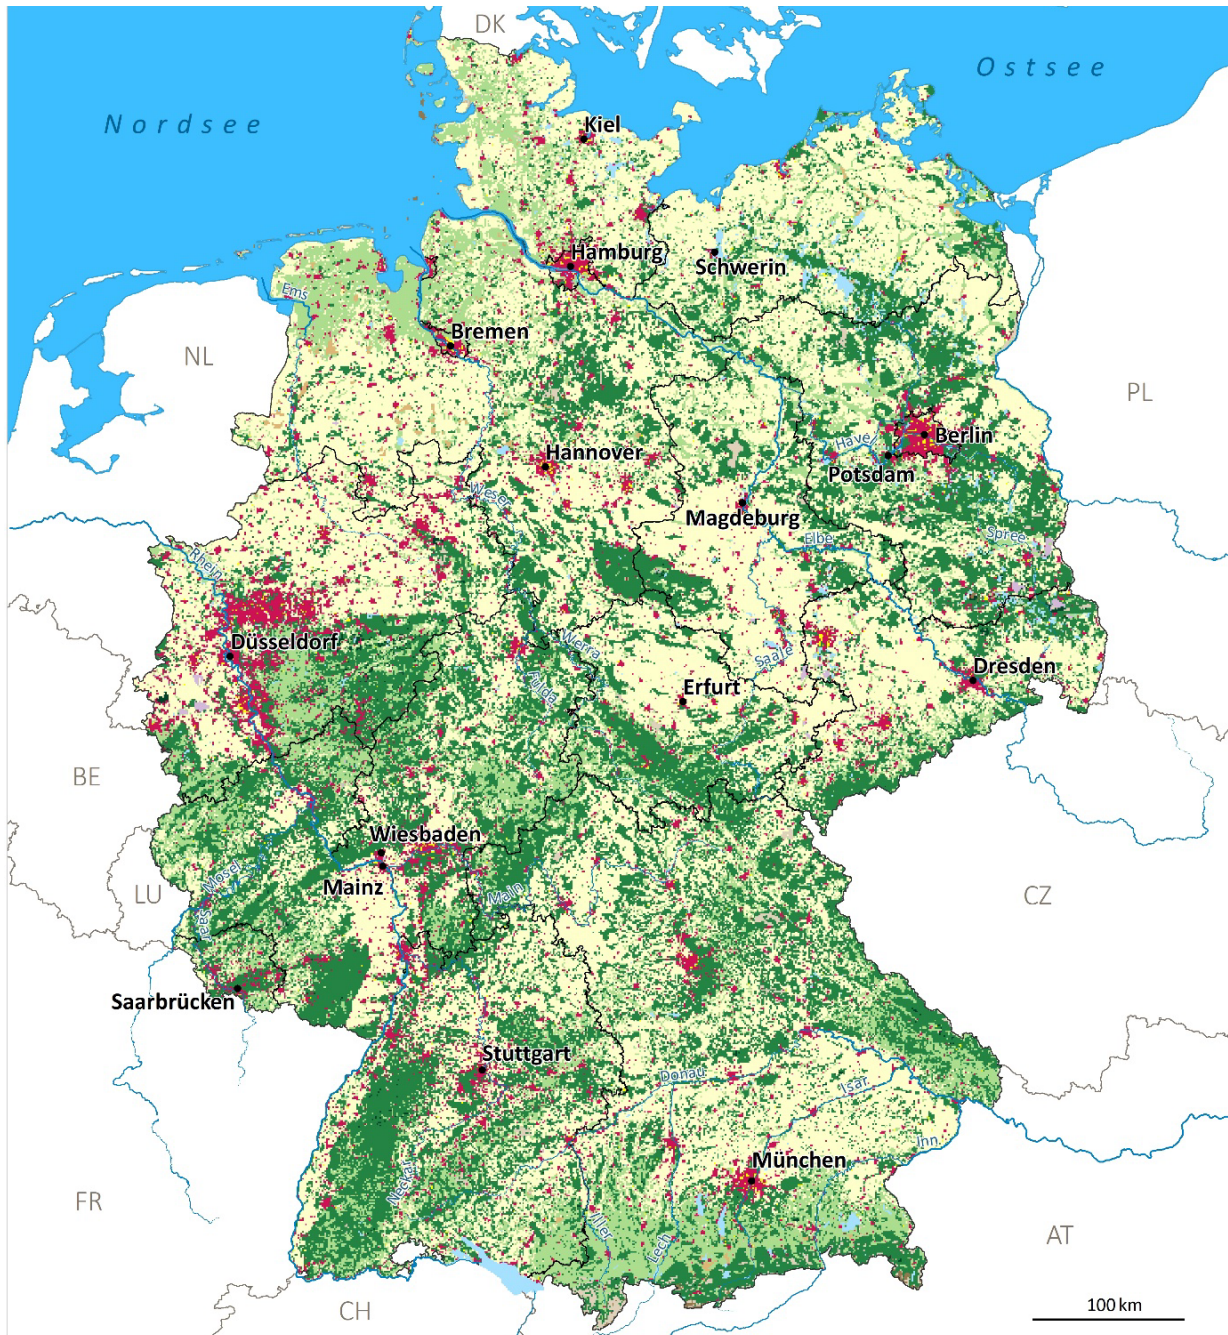 DK
Ostsee
Nordsee
Kiel
Hamburg
Schwerin
Ems
Bremen
NL
PL
Havel
Berlin
Hannover
Potsdam
Weser
Magdeburg
Spree
Elbe
Rhein
Düsseldorf
Werra
Saale
Dresden
Fulda
Erfurt
BE
Wiesbaden
Mosel
Mainz
Main
LU
CZ
Saar
Saarbrücken
Stuttgart
Donau
Isar
Inn
München
Neckar
FR
Iller
Lech
AT
CH
100 km